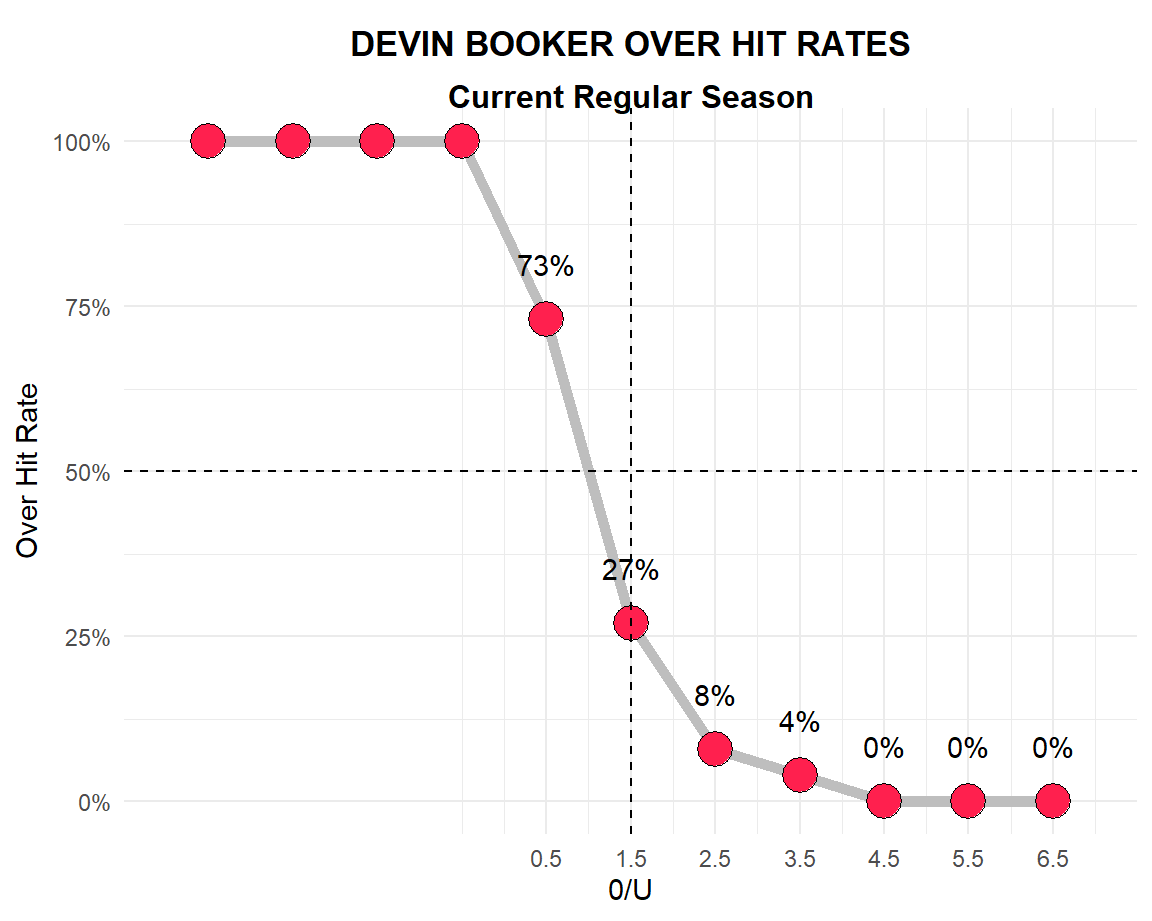 DEVIN BOOKER OVER HIT RATES
Current Regular Season
100%
73%
75%
Over Hit Rate
50%
27%
25%
8%
4%
0% 0% 0%
0%
0.5 1.5 2.5 3.5 4.5 5.5 6.5
0/U